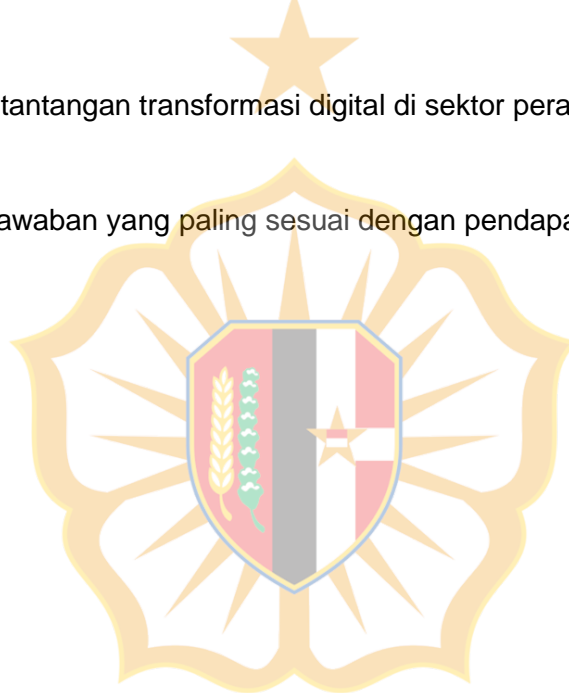 tantangan transformasi digital di sektor pera
awaban yang paling sesuai dengan pendapa